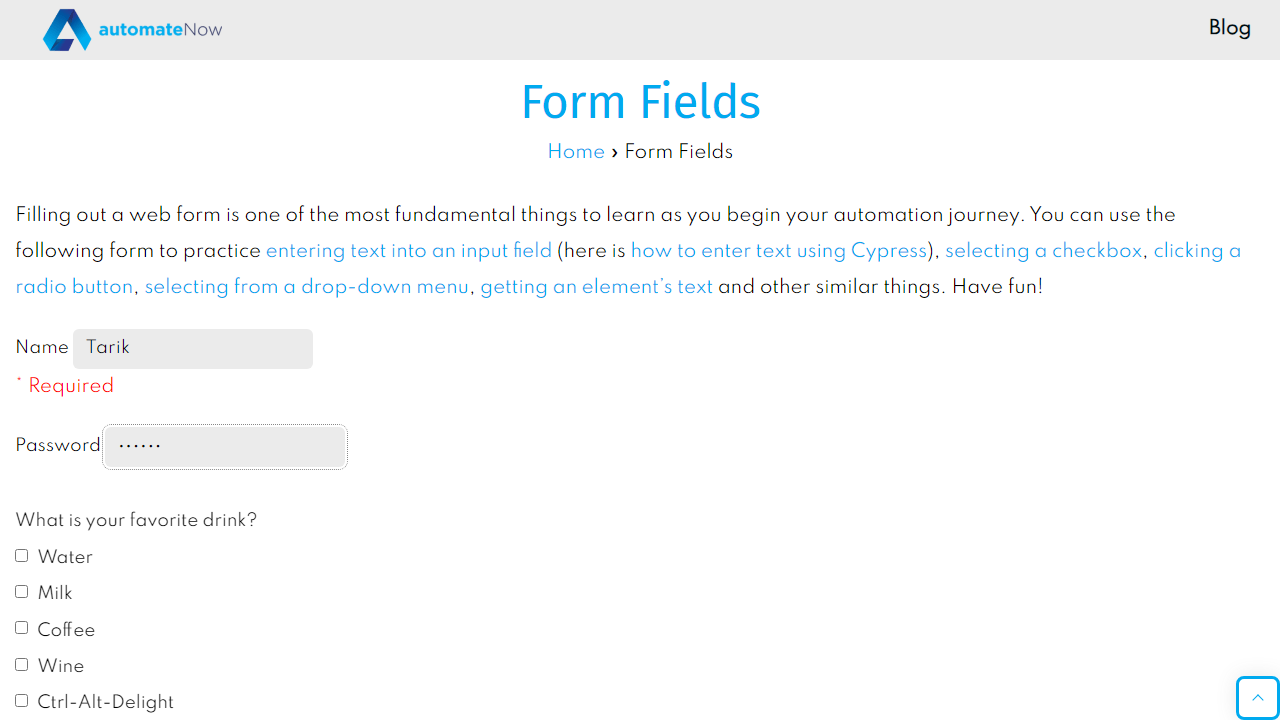 automateNow
Blog
Form Fields
Home › Form Fields
Filling out a web form is one of the most fundamental things to learn as you begin your automation journey. You can use the
following form to practice entering text into an input field (here is how to enter text using Cypress), selecting a checkbox, clicking a
radio button, selecting from a drop-down menu, getting an element's text and other similar things. Have fun!
Name Tarik
* Required
Password ••••••
What is your favorite drink?
Water
Milk
Coffee
Wine
Ctrl-Alt-Delight